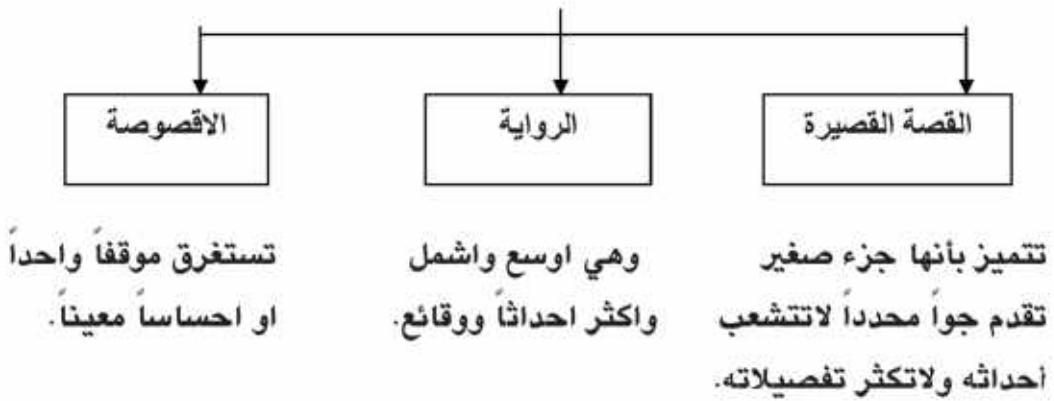 القصة القصيرة
الرواية
الاقصوصة
تتميز بأنها جزء صغير
تقدم جواً محدداً لاتتشعب
أحداثه ولاتكثر تفصيلاته.
وهي اوسع واشمل
واكثر احداثاً ووقائع.
تستغرق موقفاً واحداً
او احساساً معيناً.